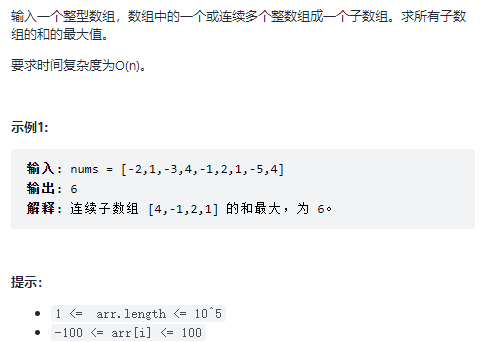 输入一个整型数组，数组中的一个或连续多个整数组成一个子数组。求所有子数
组的和的最大值。
要求时间复杂度为O(n)。
示例1:
输入: nums = [-2,1,-3,4,-1,2,1,-5,4]
输出: 6
解释: 连续子数组 [4,-1,2,1] 的和最大，为 6。
提示:
1 <= arr.length <= 10^5
-100 <= arr[i] <= 100